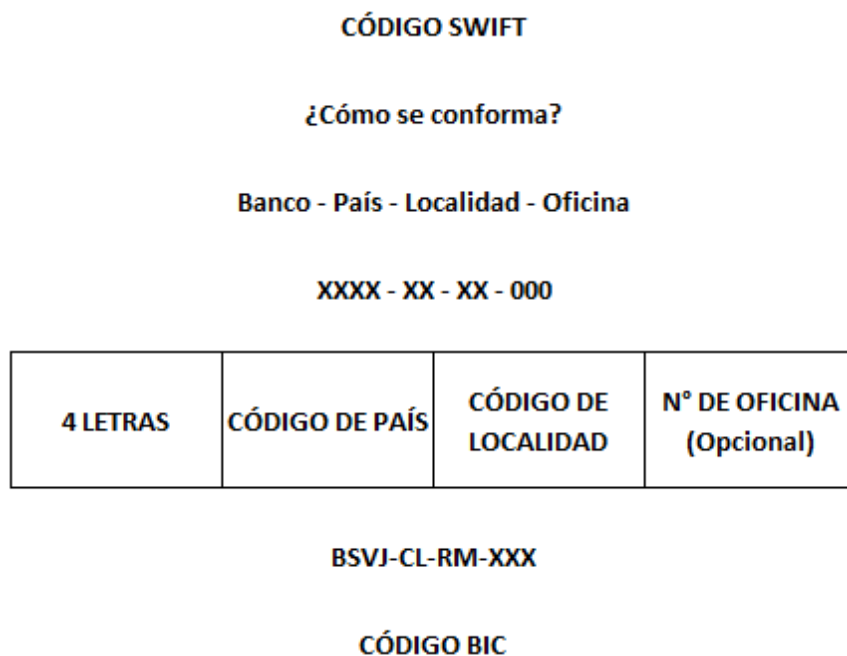 CÓDIGO SWIFT
¿Cómo se conforma?
Banco - País - Localidad - Oficina
XXXX - XX - XX - 000
4 LETRAS
CÓDIGO DE PAÍS
CÓDIGO DE
LOCALIDAD
N° DE OFICINA
(Opcional)
BSVJ-CL-RM-XXX
CÓDIGO BIC